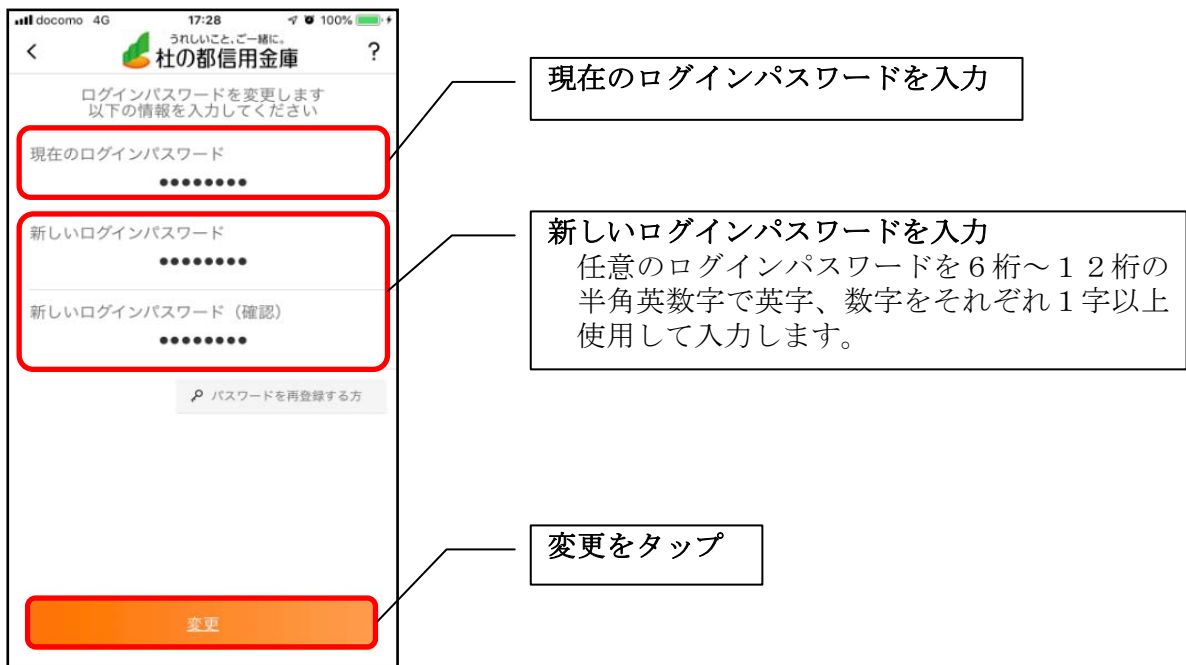 docomo 4G 17:28 100%
うれしいこと、ご一緒に。
杜の都信用金庫 ?
ログインパスワードを変更します
以下の情報を入力してください
現在のログインパスワード
••••••••
新しいログインパスワード
••••••••
新しいログインパスワード（確認）
••••••••
パスワードを再登録する方
変更
現在のログインパスワードを入力
新しいログインパスワードを入力
任意のログインパスワードを６桁～１２桁の
半角英数字で英字、数字をそれぞれ１字以上
使用して入力します。
変更をタップ